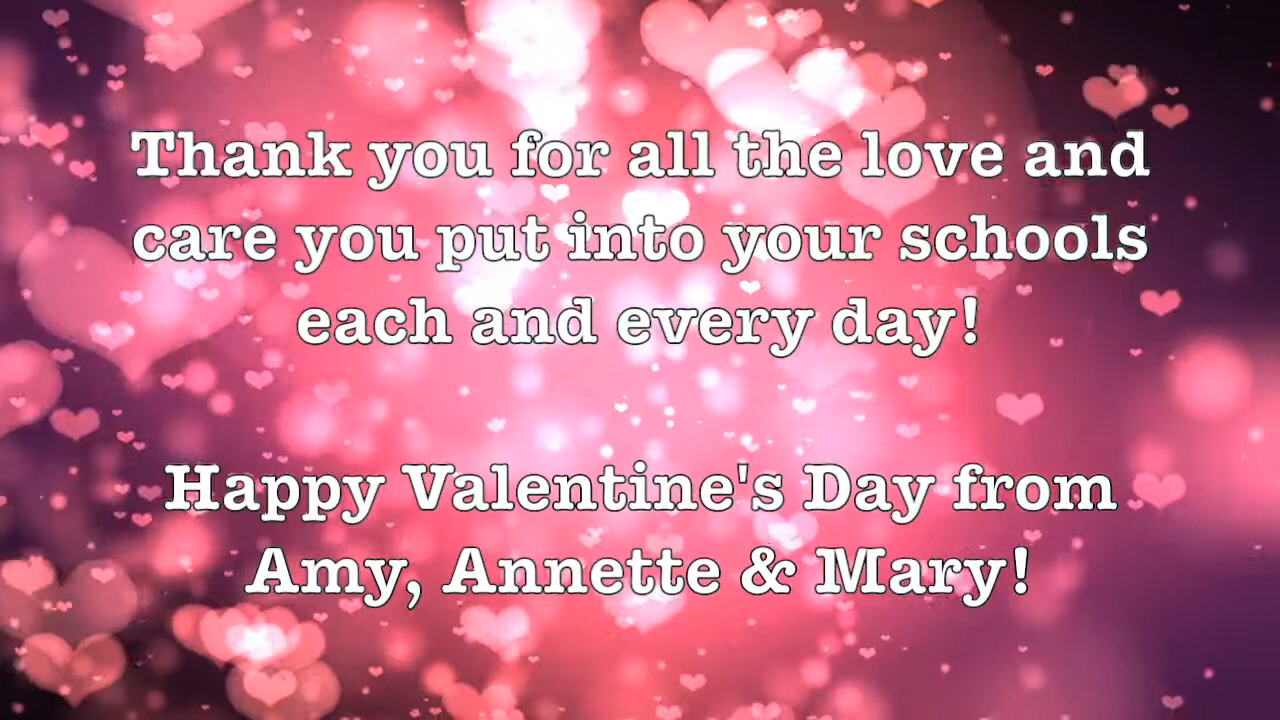 Thank you for all the love and
care you put into your schools
each and every day!
Happy Valentine's Day from
Amy, Annette & Mary!